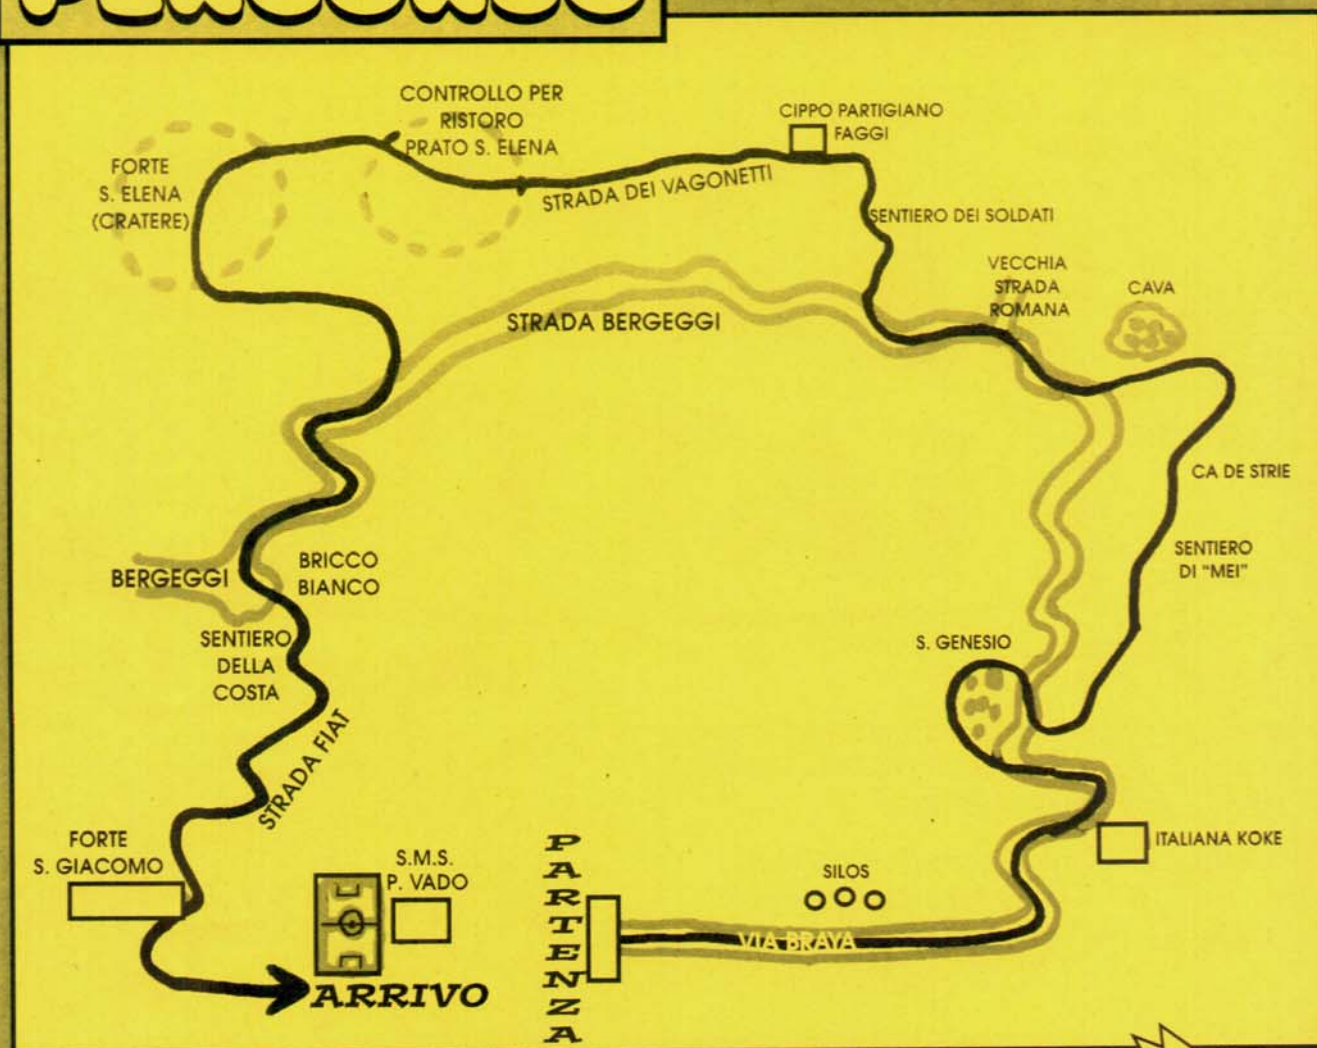 PERCORSO
CONTROLLO PER
RISTORO
PRATO S. ELENA
CIPPO PARTIGIANO
FAGGI
FORTE
S. ELENA
(CRATERE)
STRADA DEI VAGONETTI
SENTIERO DEI SOLDATI
VECCHIA
STRADA
ROMANA
CAVA
STRADA BERGEGGI
CA DE STRIE
SENTIERO
DI "MEI"
BERGEGGI
BRICCO
BIANCO
SENTIERO
DELLA
COSTA
S. GENESIO
STRADA FIAT
FORTE
S. GIACOMO
S.M.S.
P. VADO
PARTENZA
SILOS
ITALIANA KOKE
VIA BRAYA
ARRIVO